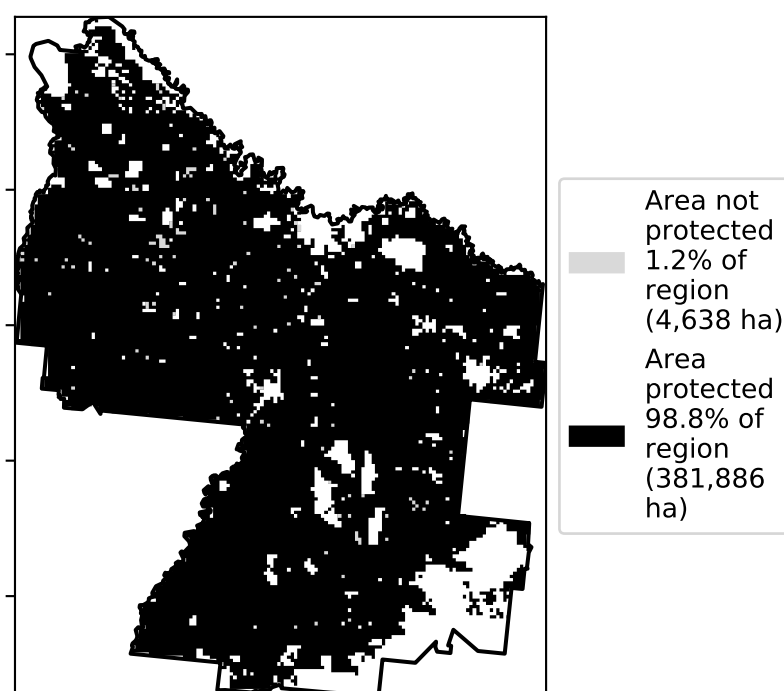 Area not
protected
1.2% of
region
(4,638 ha)
Area
protected
98.8% of
region
(381,886
ha)